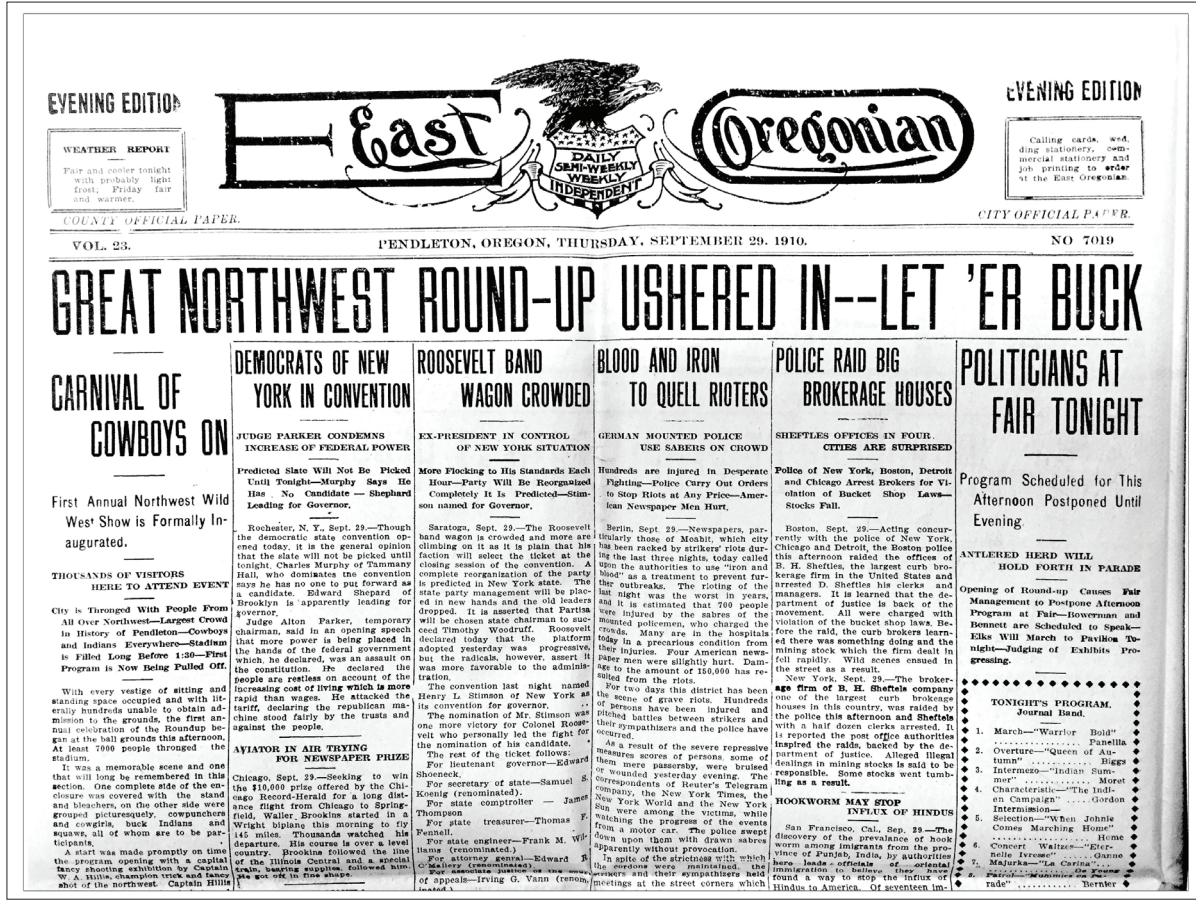 EVENING EDITION
WEATHER REPORT
Fair and cooler tonight
with probably light
frost; Friday fair
and warmer.
COUNTY OFFICIAL PAPER.
East Oregonian
DAILY
SEMI-WEEKLY
WEEKLY
INDEPENDENT
EVENING EDITION
Calling cards, wed,
ding stationery, com-
mercial stationery and
job printing to order
at the East Oregonian.
CITY OFFICIAL PAPER.
VOL. 23.
PENDLETON, OREGON, THURSDAY, SEPTEMBER 29. 1910.
NO 7019
GREAT NORTHWEST ROUND-UP USHERED IN--LET 'ER BUCK
CARNIVAL OF
COWBOYS ON
First Annual Northwest Wild
West Show is Formally In-
augurated.
THOUSANDS OF VISITORS
HERE TO ATTEND EVENT
City is Thronged With People From
All Over Northwest—Largest Crowd
in History of Pendleton—Cowboys
and Indians Everywhere—Stadium
is Filled Long Before 1:30—First
Program is Now Being Pulled Off.
With every vestige of sitting and
standing space occupied and with lit-
erally hundreds unable to obtain ad-
mission to the grounds, the first an-
nual celebration of the Roundup be-
gan at the ball grounds this afternoon.
At least 7000 people thronged the
stadium.
It was a memorable scene and one
that will long be remembered in this
section. One complete side of the en-
closure was covered with the stand
and bleachers, on the other side were
grouped picturesquely, cowpunchers
and cowgirls, buck Indians and
squaws, all of whom are to be par-
ticipants.
A start was made promptly on time
the program opening with a capital
fancy shooting exhibition by Captain
W. A. Hillis, champion trick and fancy
shot of the northwest. Captain Hillis
DEMOCRATS OF NEW
YORK IN CONVENTION
JUDGE PARKER CONDEMNS
INCREASE OF FEDERAL POWER
Predicted Slate Will Not Be Picked
Until Tonight—Murphy Says He
Has No Candidate — Shephard
Leading for Governor.
Rochester, N. Y., Sept. 29.—Though
the democratic state convention op-
ened today, it is the general opinion
that the slate will not be picked until
tonight. Charles Murphy of Tammany
Hall, who dominates the convention
says he has no one to put forward as
a candidate. Edward Shepard of
Brooklyn is apparently leading for
governor.
Judge Alton Parker, temporary
chairman, said in an opening speech
that more power is being placed in
the hands of the federal government
which, he declared, was an assault on
the constitution. He declared the
people are restless on account of the
increasing cost of living which is more
rapid than wages. He attacked the
tariff, declaring the republican ma-
chine stood fairly by the trusts and
against the people.
AVIATOR IN AIR TRYING
FOR NEWSPAPER PRIZE
Chicago, Sept. 29.—Seeking to win
the $10,000 prize offered by the Chi-
cago Record-Herald for a long dist-
ance flight from Chicago to Spring-
field, Waller Brookins started in a
Wright biplane this morning to fly
145 miles. Thousands watched his
departure. His course is over a level
country. Brookins followed the line
of the Illinois Central and a special
train, bearing supplies, followed him.
He got off in fine shape.
ROOSEVELT BAND
WAGON CROWDED
EX-PRESIDENT IN CONTROL
OF NEW YORK SITUATION
More Flocking to His Standards Each
Hour—Party Will Be Reorganized
Completely It Is Predicted—Stim-
son named for Governor.
Saratoga, Sept. 29.—The Roosevelt
band wagon is crowded and more are
climbing on it as it is plain that his
faction will select the ticket at the
closing session of the convention. A
complete reorganization of the party
is predicted in New York state. The
state party management will be plac-
ed in new hands and the old leaders
dropped. It is asserted that Partisa
will be chosen state chairman to suc-
ceed Timothy Woodruff. Roosevelt
declared today that the platform
adopted yesterday was progressive,
but the radicals, however, assert it
was more favorable to the adminis-
tration.
The convention last night named
Henry L. Stimson of New York as
its convention for governor.
The nomination of Mr. Stimson was
one more victory for Colonel Roose-
velt who personally led the fight for
the nomination of his candidate.
The rest of the ticket follows:
For lieutenant governor—Edward
Shoeneck.
For secretary of state—Samuel S.
Koenig (renominated).
For state comptroller — James
Thompson
For state treasurer—Thomas F.
Fennell.
For state engineer—Frank M. Wil-
liams (renominated.)
For attorney genral—Edward R
O'Mallery (renominated)
For associate justice of the court
of appeals—Irving G. Vann (renom-
inated.)
BLOOD AND IRON
TO QUELL RIOTERS
GERMAN MOUNTED POLICE
USE SABERS ON CROWD
Hundreds are injured in Desperate
Fighting—Police Carry Out Orders
to Stop Riots at Any Price—Amer-
ican Newspaper Men Hurt.
Berlin, Sept. 29.—Newspapers, par-
ticularly those of Moabit, which city
has been racked by strikers' riots dur-
ing the last three nights, today called
upon the authorities to use "iron and
blood" as a treatment to prevent fur-
ther outbreaks. The rioting of the
last night was the worst in years,
and it is estimated that 700 people
were injured by the sabres of the
mounted policemen, who charged the
crowds. Many are in the hospitals
today in a precarious condition from
their injuries. Four American news-
paper men were slightly hurt. Dam-
age to the amount of 150,000 has re-
sulted from the riots.
For two days this district has been
the scene of grave riots. Hundreds
of persons have been injured and
pitched battles between strikers and
their sympathizers and the police have
occurred.
As a result of the severe repressive
measures scores of persons, some of
them mere passersby, were bruised
or wounded yesterday evening. The
correspondents of Reuter's Telegram
company, the New York Times, the
New York World and the New York
Sun were among the victims, while
watching the progress of the events
from a motor car. The police swept
down upon them with drawn sabres
apparently without provocation.
In spite of the strictness with which
the cordons were maintained, the
strikers and their sympathizers held
meetings at the street corners which
POLICE RAID BIG
BROKERAGE HOUSES
SHEFTLES OFFICES IN FOUR
CITIES ARE SURPRISED
Police of New York, Boston, Detroit
and Chicago Arrest Brokers for Vi-
olation of Bucket Shop Laws—
Stocks Fall.
Boston, Sept. 29.—Acting concur-
rently with the police of New York,
Chicago and Detroit, the Boston police
this afternoon raided the offices of
B. H. Sheftles, the largest curb bro-
kerage firm in the United States and
arrested D. Sheftles his clerks and
managers. It is learned that the de-
partment of justice is back of the
movement. All were charged with
violation of the bucket shop laws. Be-
fore the raid, the curb brokers learn-
ed there was something doing and the
mining stock which the firm dealt in
fell rapidly. Wild scenes ensued in
the street as a result.
New York, Sept. 29.—The broker-
age firm of B. H. Sheftels company
one of the largest curb brokerage
houses in New York, was raided by
the police this afternoon and Sheftels
with a half dozen clerks arrested. It
is reported the post office authorities
inspired the raids, backed by the de-
partment of justice. Alleged illegal
dealings in mining stocks is said to be
responsible. Some stocks went tumb-
ling as a result.
HOOKWORM MAY STOP
INFLUX OF HINDUS
San Francisco, Cal., Sep. 29.—The
discovery of the prevalence of hook
worm among imigrants from the pro-
vince of Punjab, India, by authorities
here leads officials of oriental
immigration to believe they have
found a way to stop the influx of
Hindus to America. Of seventeen im-
POLITICIANS AT
FAIR TONIGHT
Program Scheduled for This
Afternoon Postponed Until
Evening.
ANTLERED HERD WILL
HOLD FORTH IN PARADE
Opening of Round-up Causes Fair
Management to Postpone Afternoon
Program at Fair—Bowerman and
Bennett are Scheduled to Speak—
Elks Will March to Pavilion To-
night—Judging of Exhibits Pro-
gressing.
TONIGHT'S PROGRAM.
Journal Band.
1. March—"Warrior Bold"
................ Panellla
2. Overture—"Queen of Au-
tumn" ............ Biggs
3. Intermezo—"Indian Sum-
mer" ............ Moret
4. Characteristic—"The Indi-
en Campaign" .....Gordon
Intermission—
5. Selection—"When Johnie
Comes Marching Home"
................ Home
6. Concert Waltzes—"Eter-
nelle Ivresse" ..... Ganne
7. Majurka—"La Carina"...
................ De Young
8. Patrol—"Mummies on Pa-
rade" ........... Bernier